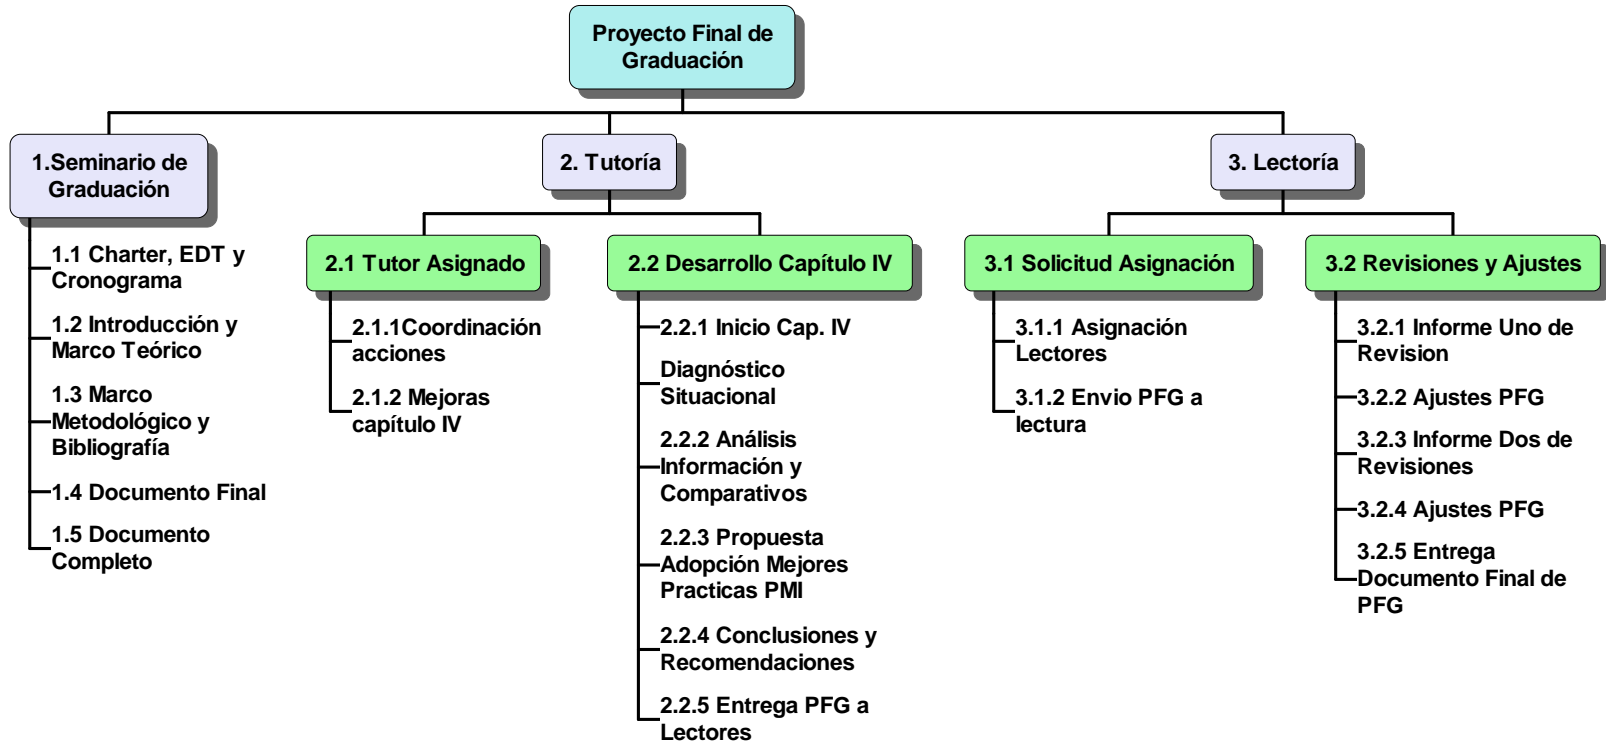 Proyecto Final de
Graduación
1.Seminario de
Graduación
2. Tutoría
3. Lectoría
1.1 Charter, EDT y
Cronograma
1.2 Introducción y
Marco Teórico
1.3 Marco
Metodológico y
Bibliografía
1.4 Documento Final
1.5 Documento
Completo
2.1 Tutor Asignado
2.1.1Coordinación
acciones
2.1.2 Mejoras
capítulo IV
2.2 Desarrollo Capítulo IV
2.2.1 Inicio Cap. IV
Diagnóstico
Situacional
2.2.2 Análisis
Información y
Comparativos
2.2.3 Propuesta
Adopción Mejores
Practicas PMI
2.2.4 Conclusiones y
Recomendaciones
2.2.5 Entrega PFG a
Lectores
3.1 Solicitud Asignación
3.1.1 Asignación
Lectores
3.1.2 Envio PFG a
lectura
3.2 Revisiones y Ajustes
3.2.1 Informe Uno de
Revision
3.2.2 Ajustes PFG
3.2.3 Informe Dos de
Revisiones
3.2.4 Ajustes PFG
3.2.5 Entrega
Documento Final de
PFG